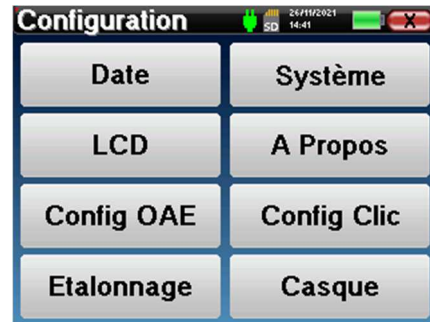 Configuration
SD
26/11/2021
14:41
X
Date
Système
LCD
A Propos
Config OAE
Config Clic
Etalonnage
Casque